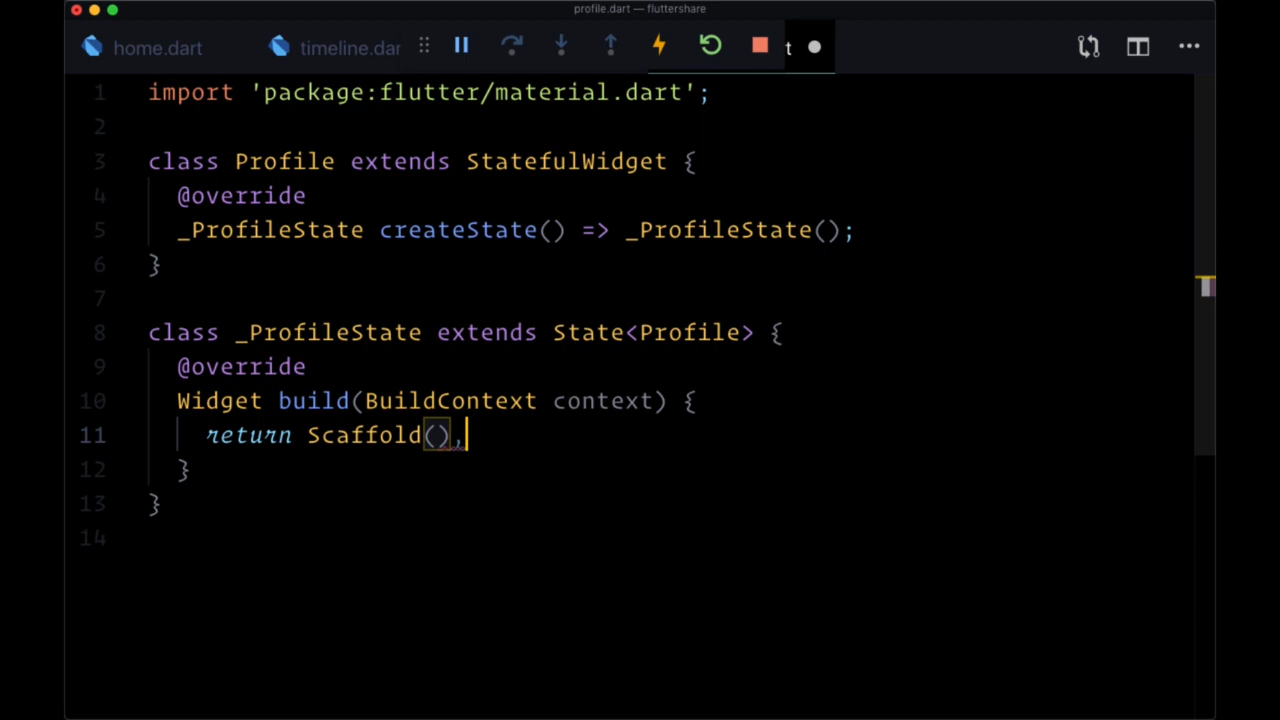 profile.dart — fluttershare
home.dart timeline.dar t
1 import 'package:flutter/material.dart';
2
3 class Profile extends StatefulWidget {
4 @override
5 _ProfileState createState() => _ProfileState();
6 }
7
8 class _ProfileState extends State<Profile> {
9 @override
10 Widget build(BuildContext context) {
11 return Scaffold(),
12 }
13 }
14